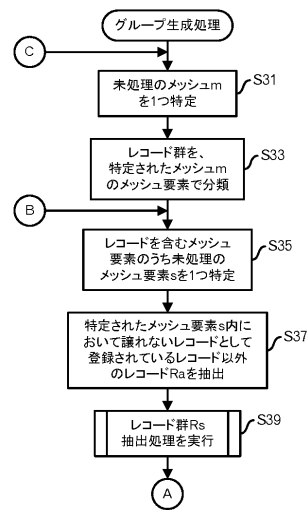 グループ生成処理
C
未処理のメッシュm
を1つ特定
S31
レコード群を、
特定されたメッシュm
のメッシュ要素で分類
S33
B
レコードを含むメッシュ
要素のうち未処理の
メッシュ要素sを1つ特定
S35
特定されたメッシュ要素s内に
おいて譲れないレコードとして
登録されているレコード以外
のレコードRaを抽出
S37
レコード群Rs
抽出処理を実行
S39
A